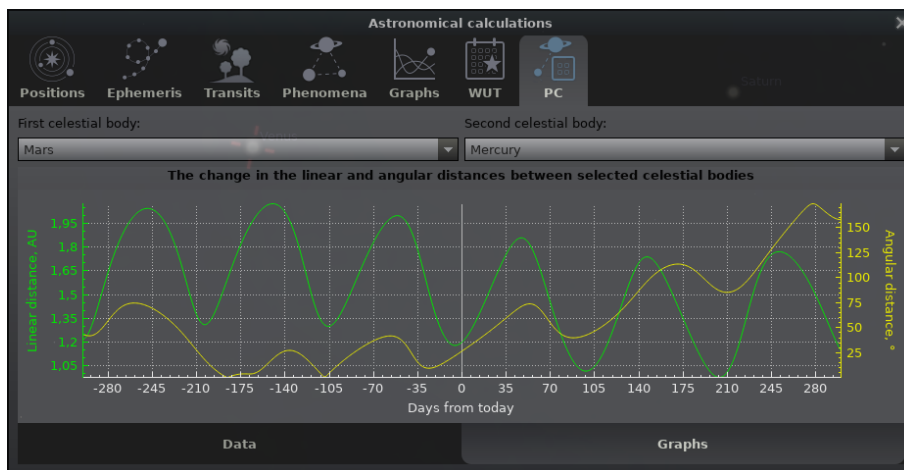 Astronomical calculations
Positions Ephemeris Transits Phenomena Graphs WUT PC
Saturn
First celestial body: Second celestial body:
Mars Mercury
The change in the linear and angular distances between selected celestial bodies
Linear distance, AU
1,95
1,8
1,65
1,5
1,35
1,2
1,05
150
125
100
75
50
25
Angular distance, °
-280 -245 -210 -175 -140 -105 -70 -35 0 35 70 105 140 175 210 245 280
Days from today
Data Graphs